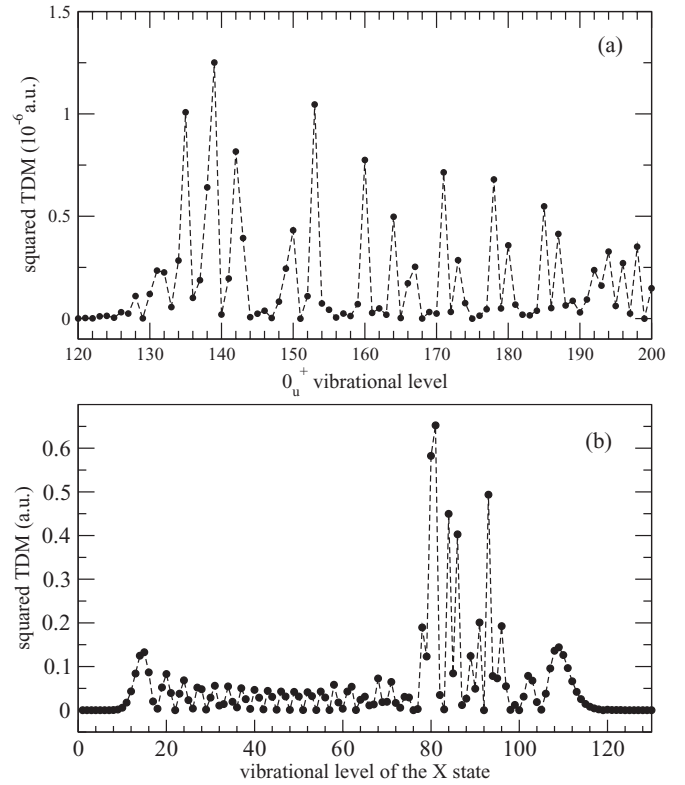 (a)
squared TDM (10⁻⁶ a.u.)
1.5
1
0.5
0
120 130 140 150 160 170 180 190 200
0ᵤ⁺ vibrational level
(b)
squared TDM (a.u.)
0.6
0.5
0.4
0.3
0.2
0.1
0
0 20 40 60 80 100 120
vibrational level of the X state